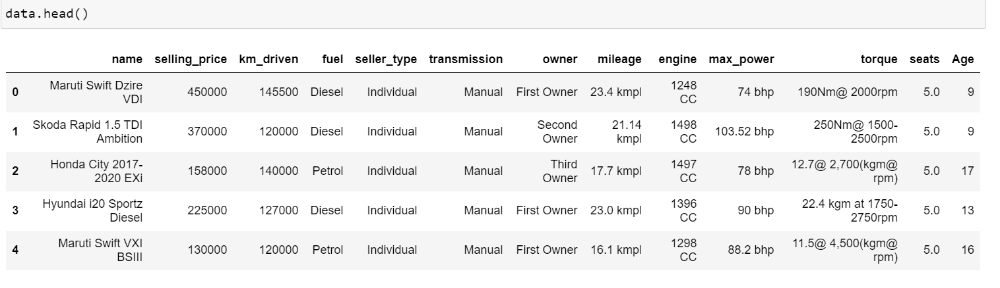 data.head()
name selling_price km_driven fuel seller_type transmission owner mileage engine max_power torque seats Age
0 Maruti Swift Dzire VDI 450000 145500 Diesel Individual Manual First Owner 23.4 kmpl 1248 CC 74 bhp 190Nm@ 2000rpm 5.0 9
1 Skoda Rapid 1.5 TDI Ambition 370000 120000 Diesel Individual Manual Second Owner 21.14 kmpl 1498 CC 103.52 bhp 250Nm@ 1500-2500rpm 5.0 9
2 Honda City 2017-2020 EXi 158000 140000 Petrol Individual Manual Third Owner 17.7 kmpl 1497 CC 78 bhp 12.7@ 2,700(kgm@ rpm) 5.0 17
3 Hyundai i20 Sportz Diesel 225000 127000 Diesel Individual Manual First Owner 23.0 kmpl 1396 CC 90 bhp 22.4 kgm at 1750-2750rpm 5.0 13
4 Maruti Swift VXI BSIII 130000 120000 Petrol Individual Manual First Owner 16.1 kmpl 1298 CC 88.2 bhp 11.5@ 4,500(kgm@ rpm) 5.0 16